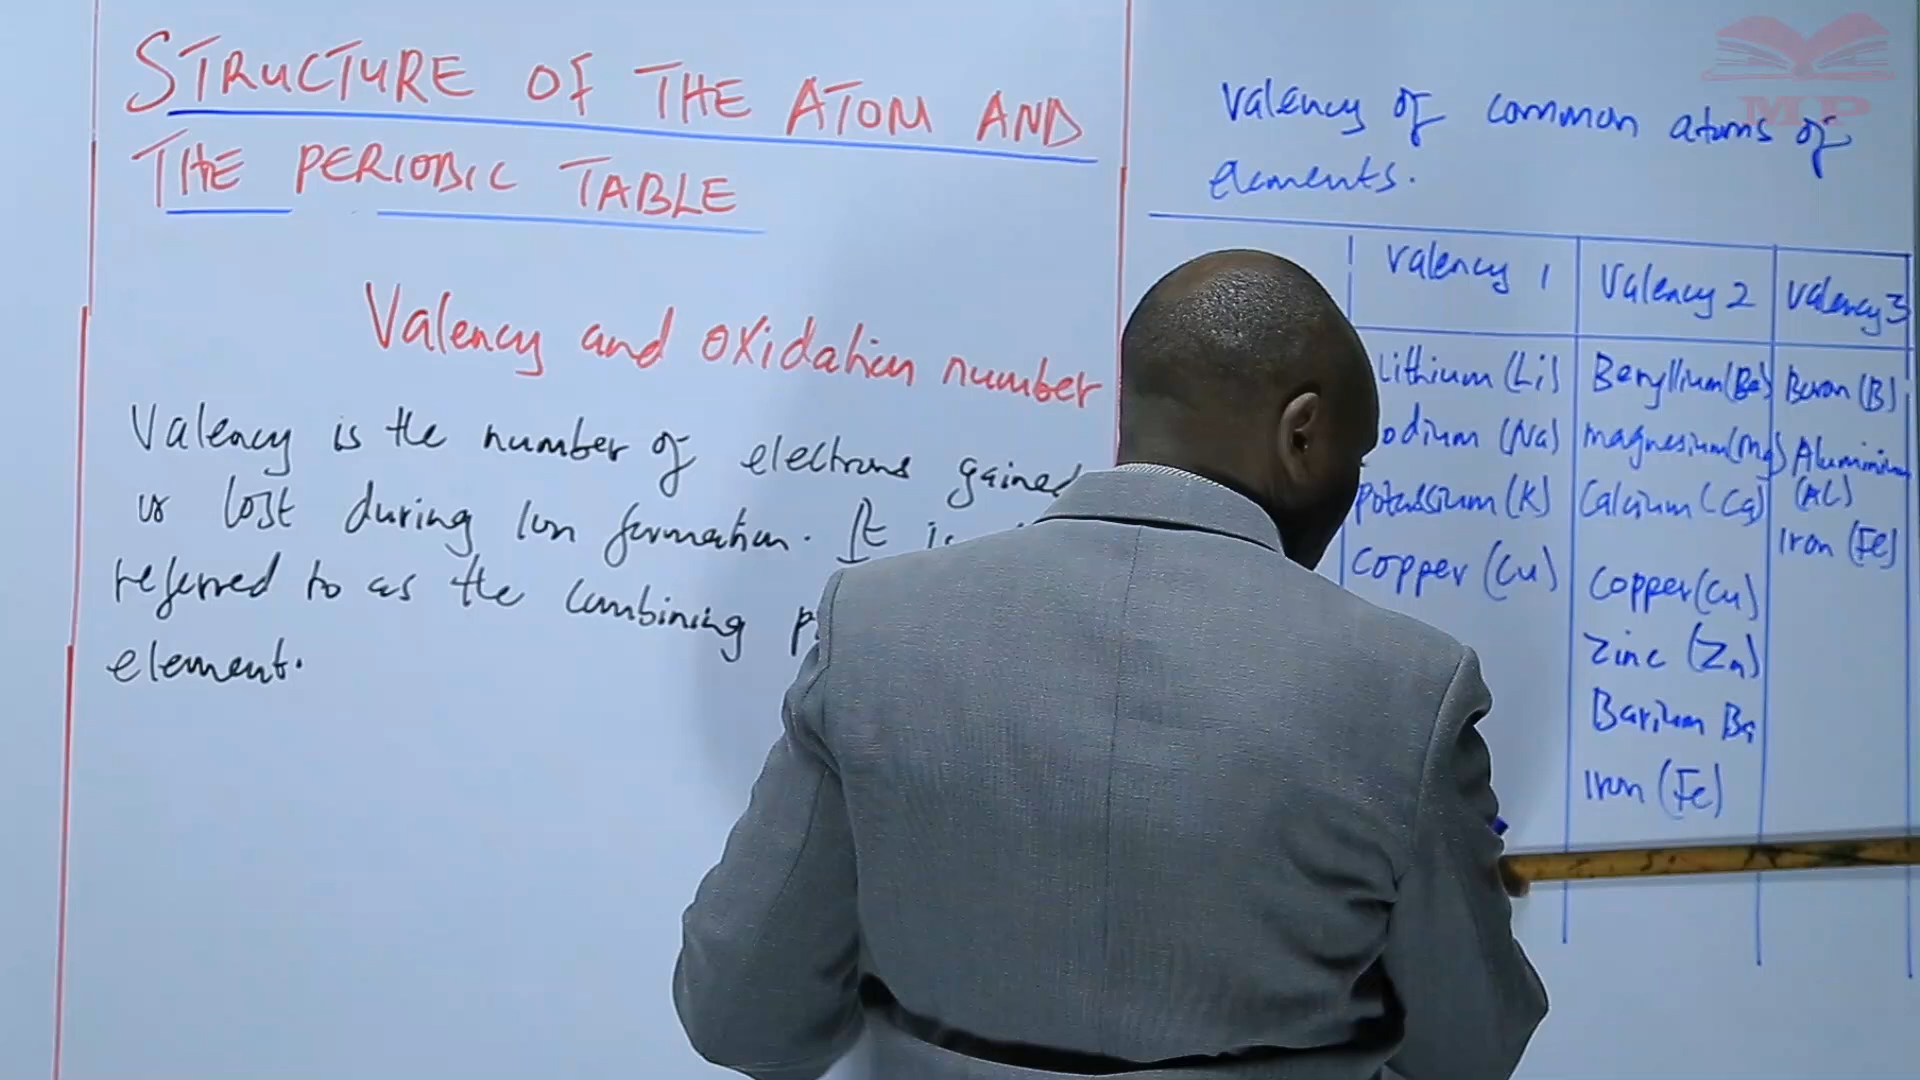 STRUCTURE OF THE ATOM AND
THE PERIODIC TABLE
Valency and oxidation number
Valency is the number of electrons gained
or lost during Ion formation. It is
referred to as the combining
element.
MP
Valency of common atoms of
elements.
Valency 1
Valency 2
Valency 3
Lithium (Li)
Beryllium (Be)
Boron (B)
odium (Na)
Magnesium (Mg)
Aluminium
(Al)
Potassium (K)
Calcium (Ca)
Iron (Fe)
Copper (Cu)
Copper (Cu)
Zinc (Zn)
Barium Ba
Iron (Fe)